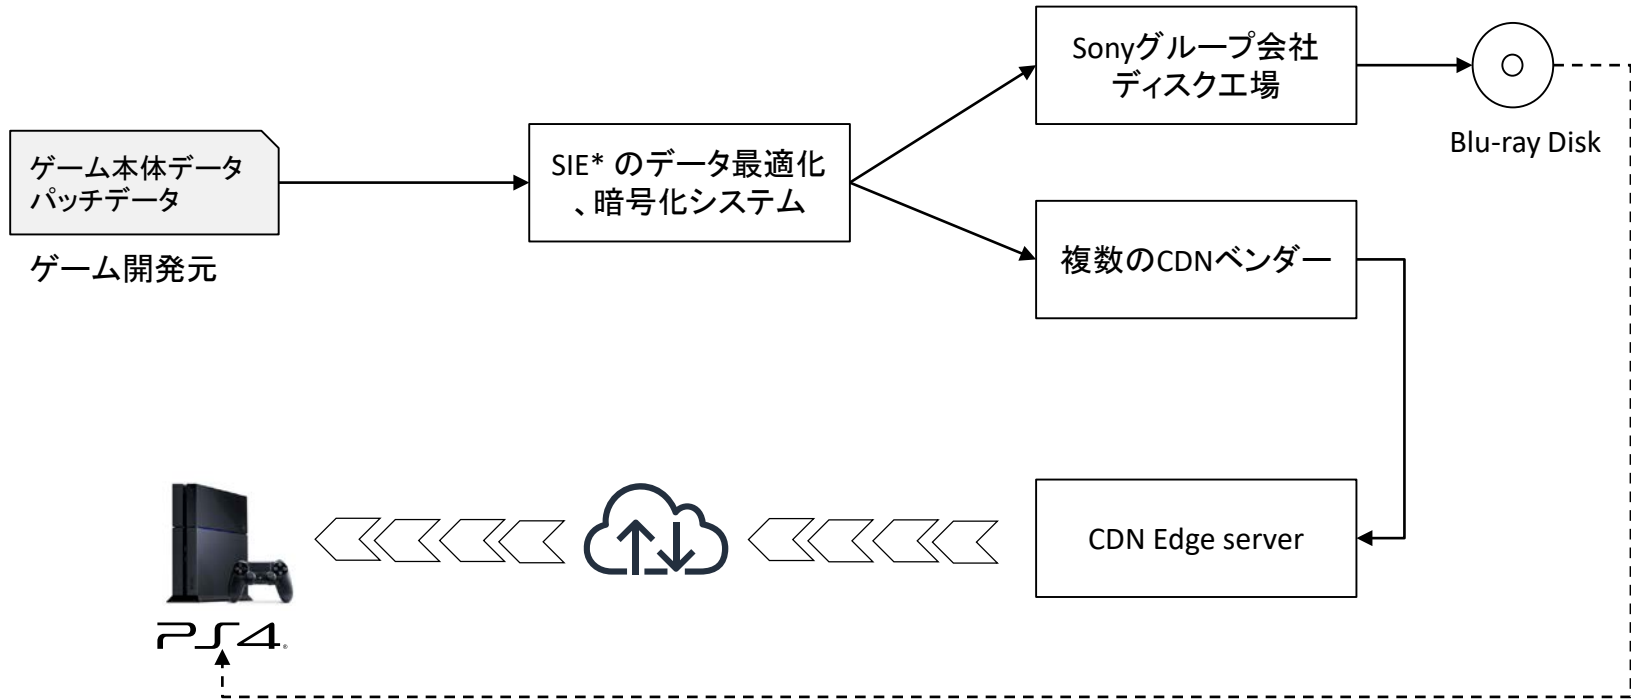 Sonyグループ会社
ディスク工場
Blu-ray Disk
ゲーム本体データ
パッチデータ
ゲーム開発元
SIE* のデータ最適化
、暗号化システム
複数のCDNベンダー
CDN Edge server
PS4